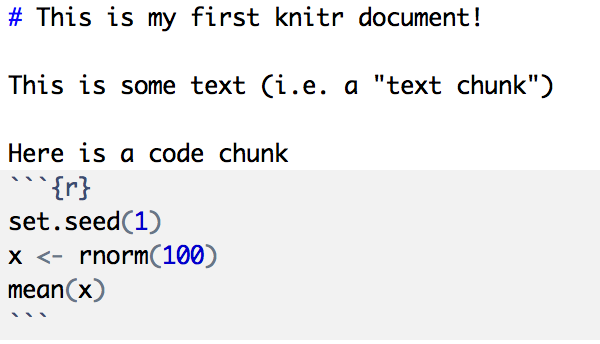 # This is my first knitr document!
This is some text (i.e. a "text chunk")
Here is a code chunk
```{r}
set.seed(1)
x <- rnorm(100)
mean(x)
```